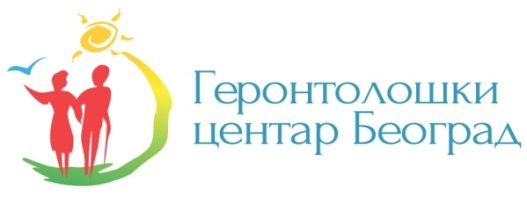 Геронтолошки
центар Београд